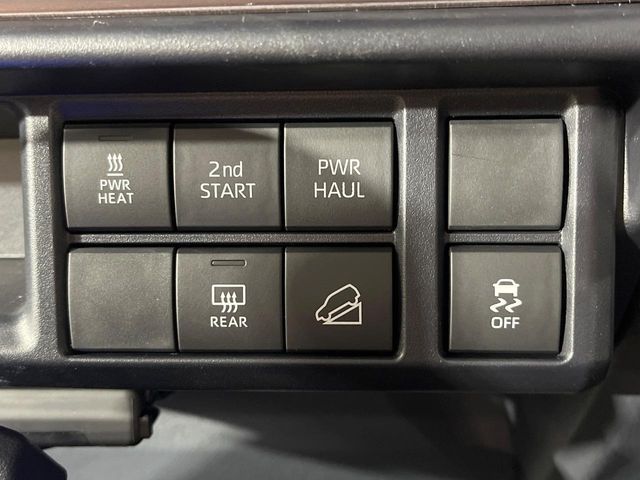 PWR
HEAT
2nd
START
PWR
HAUL
REAR
OFF